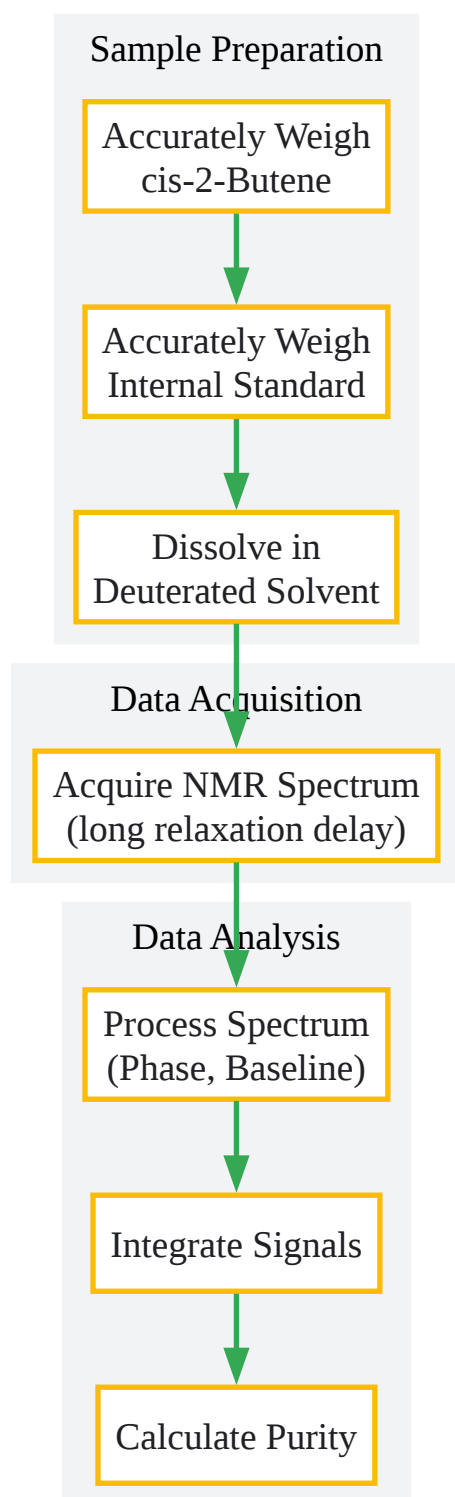 Sample Preparation
Accurately Weigh
cis-2-Butene
Accurately Weigh
Internal Standard
Dissolve in
Deuterated Solvent
Data Acquisition
Acquire NMR Spectrum
(long relaxation delay)
Data Analysis
Process Spectrum
(Phase, Baseline)
Integrate Signals
Calculate Purity